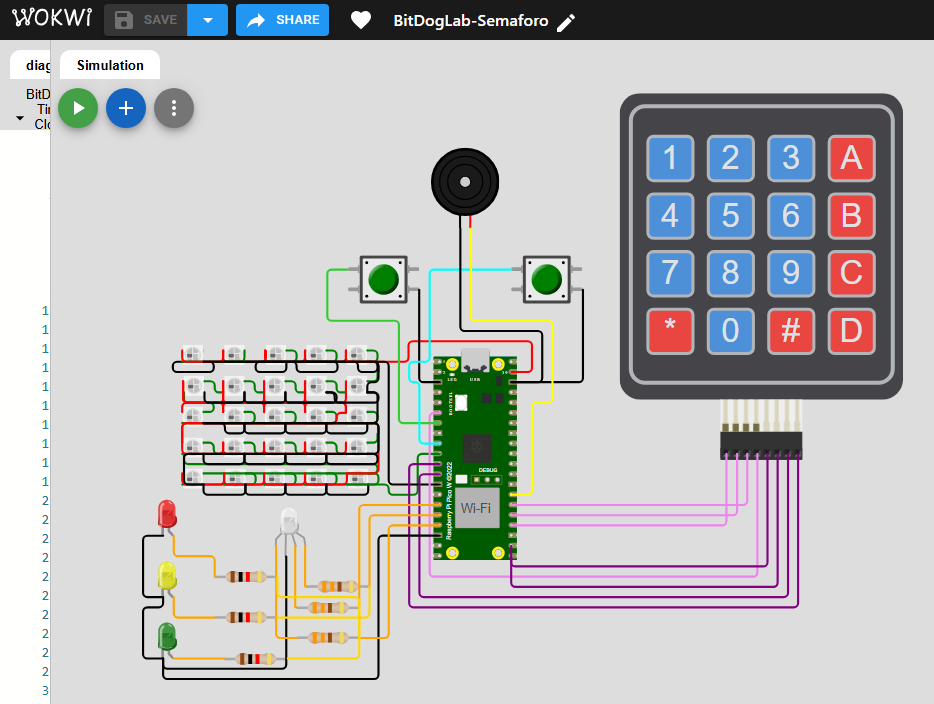 WOKWI
SAVE
SHARE
BitDogLab-Semaforo
diag
Simulation
BitD
Tin
Clo
1 2 3 A
4 5 6 B
7 8 9 C
* 0 # D
LED
USB
BOOTSEL
DEBUG
Raspberry Pi Pico W ©2022
Wi-Fi
1
1
1
1
1
1
1
1
1
1
2
2
2
2
2
2
2
2
2
2
3